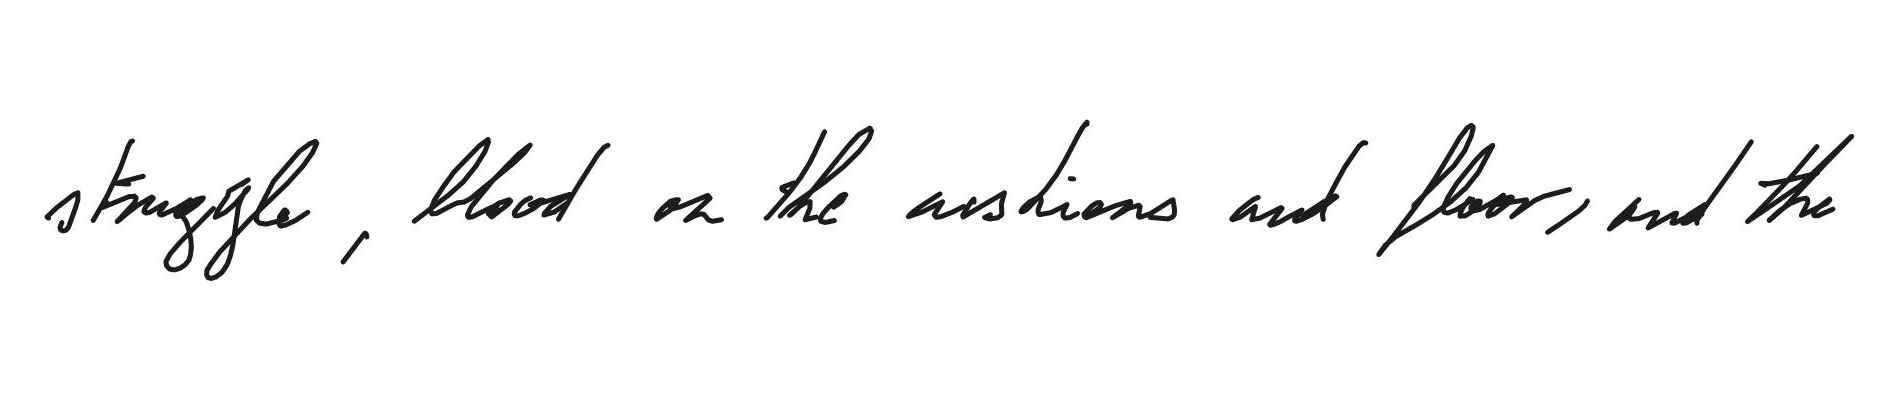 struggle, blood on the cushions and floor, and the